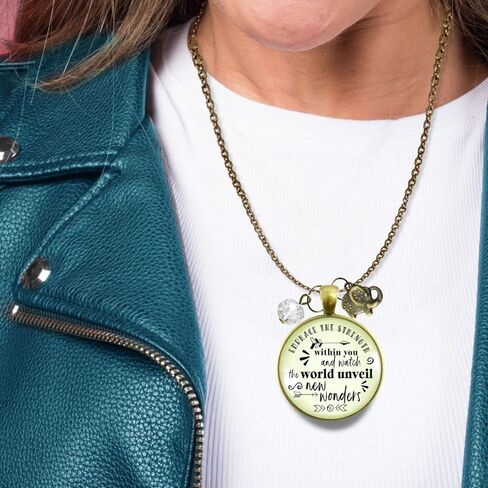 EMBRACE THE STRENGTH
within you
and watch
the world unveil
new
wonders